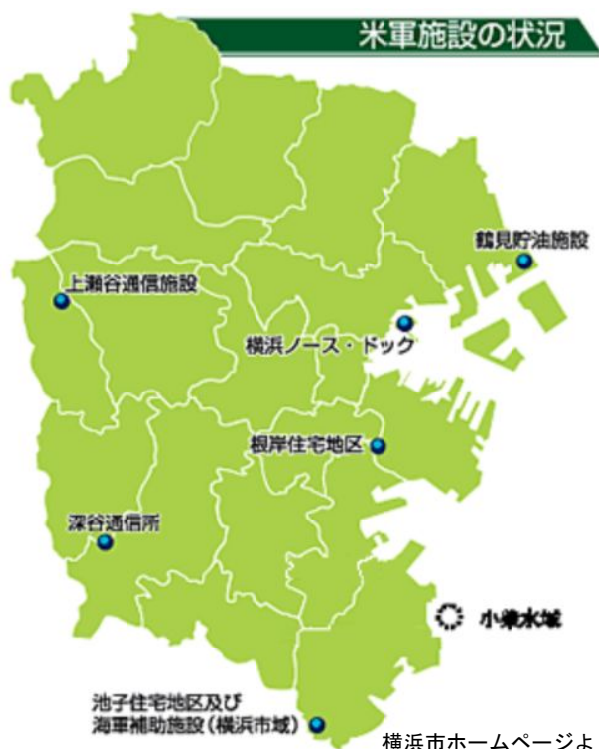 米軍施設の状況
鶴見貯油施設
上瀬谷通信施設
横浜ノース・ドック
根岸住宅地区
深谷通信所
小柴水域
池子住宅地区及び
海軍補助施設（横浜市域）
横浜市ホームページよ